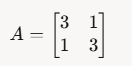 A = [3 1
1 3]